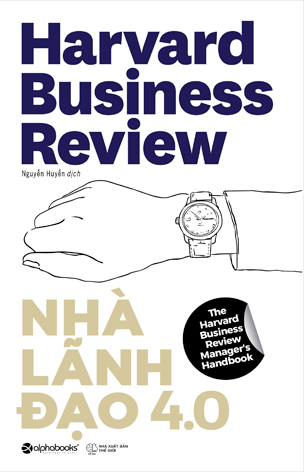 Harvard
Business
Review
Nguyễn Huyền dịch
The
Harvard
Business
Review
Manager's
Handbook
NHÀ
LÃNH
ĐẠO 4.0
alphabooks
NHÀ XUẤT BẢN
THẾ GIỚI